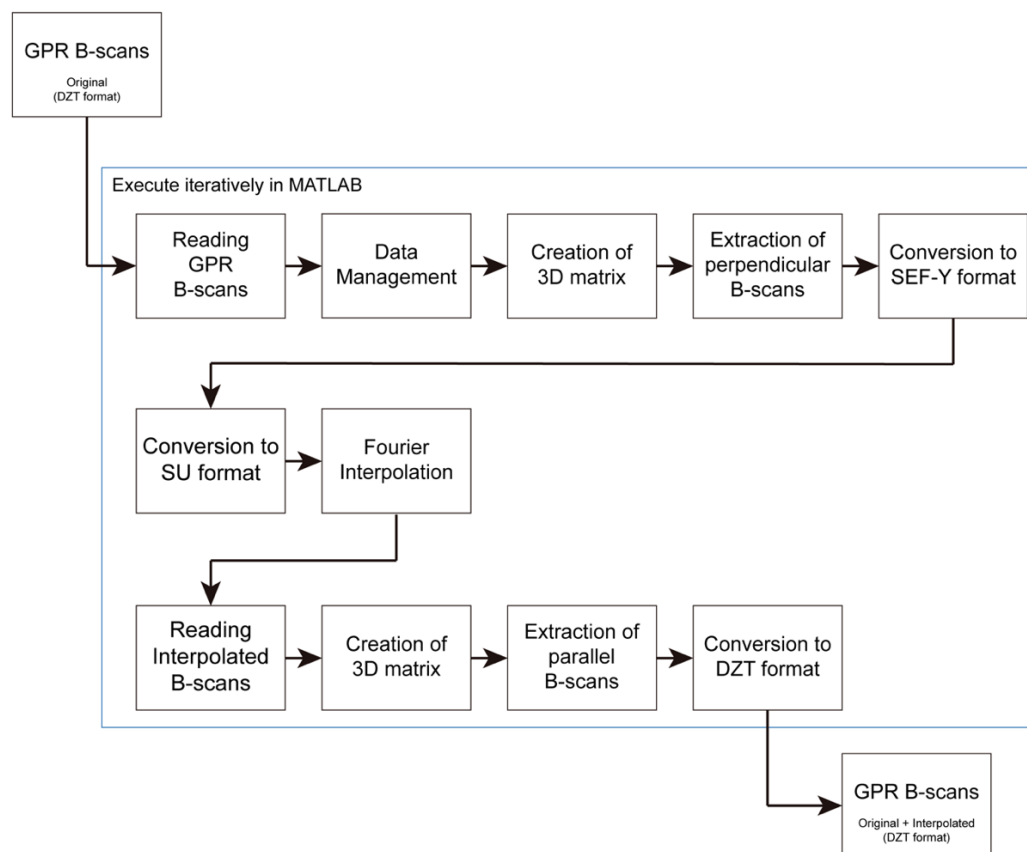 GPR B-scans
Original
(DZT format)
Execute iteratively in MATLAB
Reading
GPR
B-scans
Data
Management
Creation of
3D matrix
Extraction of
perpendicular
B-scans
Conversion to
SEF-Y format
Conversion to
SU format
Fourier
Interpolation
Reading
Interpolated
B-scans
Creation of
3D matrix
Extraction of
parallel
B-scans
Conversion to
DZT format
GPR B-scans
Original + Interpolated
(DZT format)